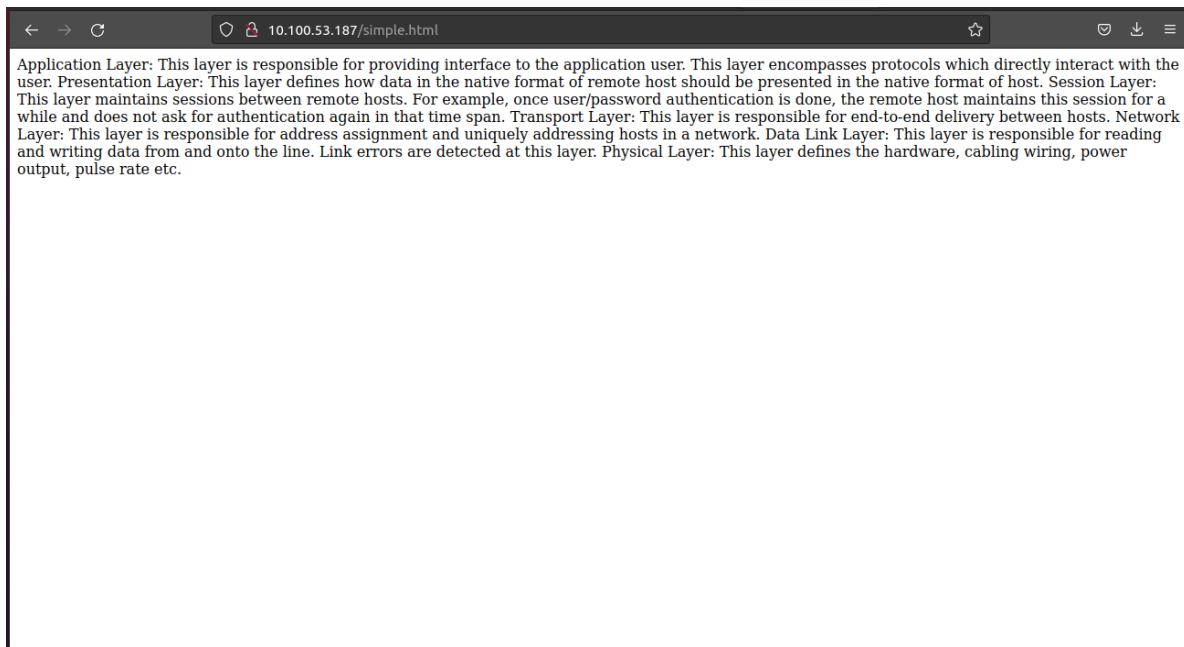 10.100.53.187/simple.html
Application Layer: This layer is responsible for providing interface to the application user. This layer encompasses protocols which directly interact with the
user. Presentation Layer: This layer defines how data in the native format of remote host should be presented in the native format of host. Session Layer:
This layer maintains sessions between remote hosts. For example, once user/password authentication is done, the remote host maintains this session for a
while and does not ask for authentication again in that time span. Transport Layer: This layer is responsible for end-to-end delivery between hosts. Network
Layer: This layer is responsible for address assignment and uniquely addressing hosts in a network. Data Link Layer: This layer is responsible for reading
and writing data from and onto the line. Link errors are detected at this layer. Physical Layer: This layer defines the hardware, cabling wiring, power
output, pulse rate etc.